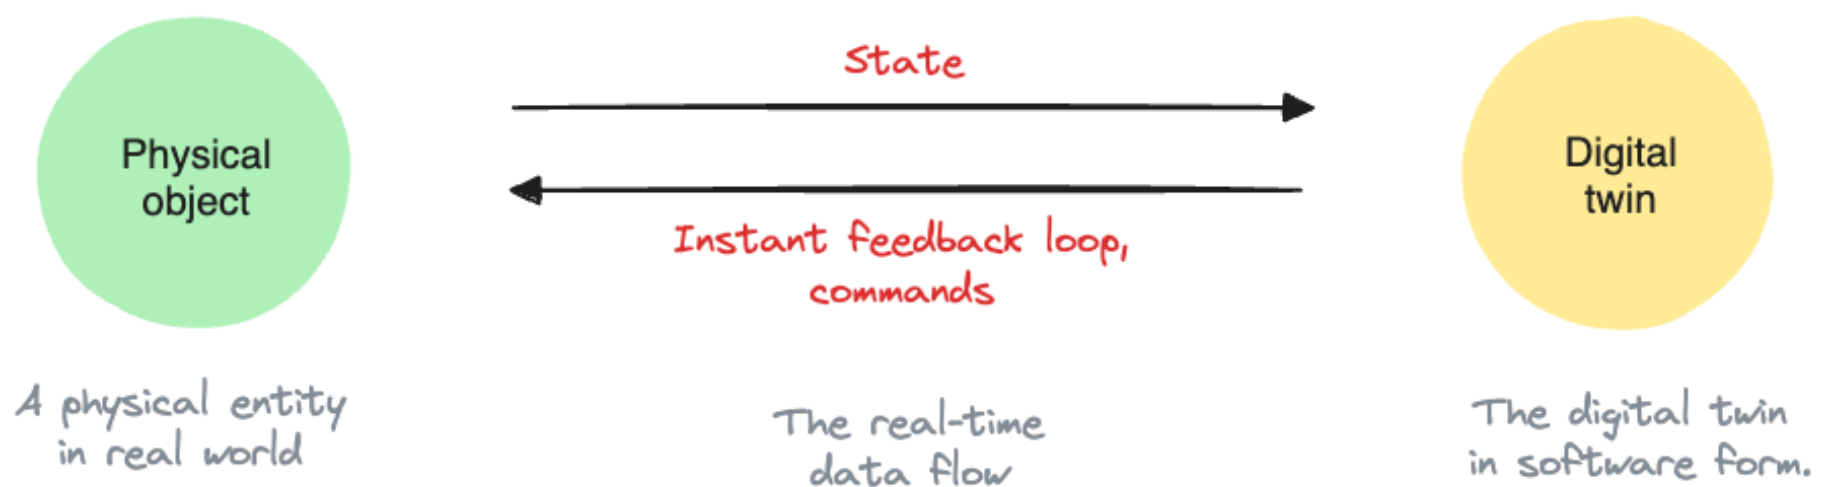 Physical
object
State
Instant feedback loop,
commands
Digital
twin
A physical entity
in real world
The real-time
data flow
The digital twin
in software form.